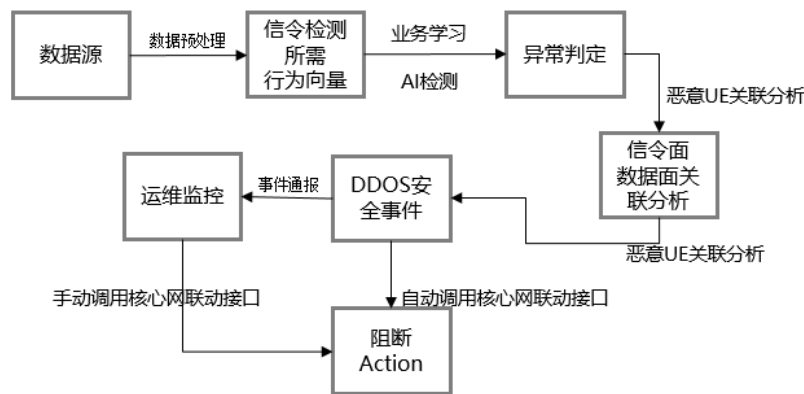 数据源
数据预处理
信令检测
所需
行为向量
业务学习
AI检测
异常判定
恶意UE关联分析
信令面
数据面关
联分析
恶意UE关联分析
DDOS安
全事件
事件通报
运维监控
手动调用核心网联动接口
自动调用核心网联动接口
阻断
Action